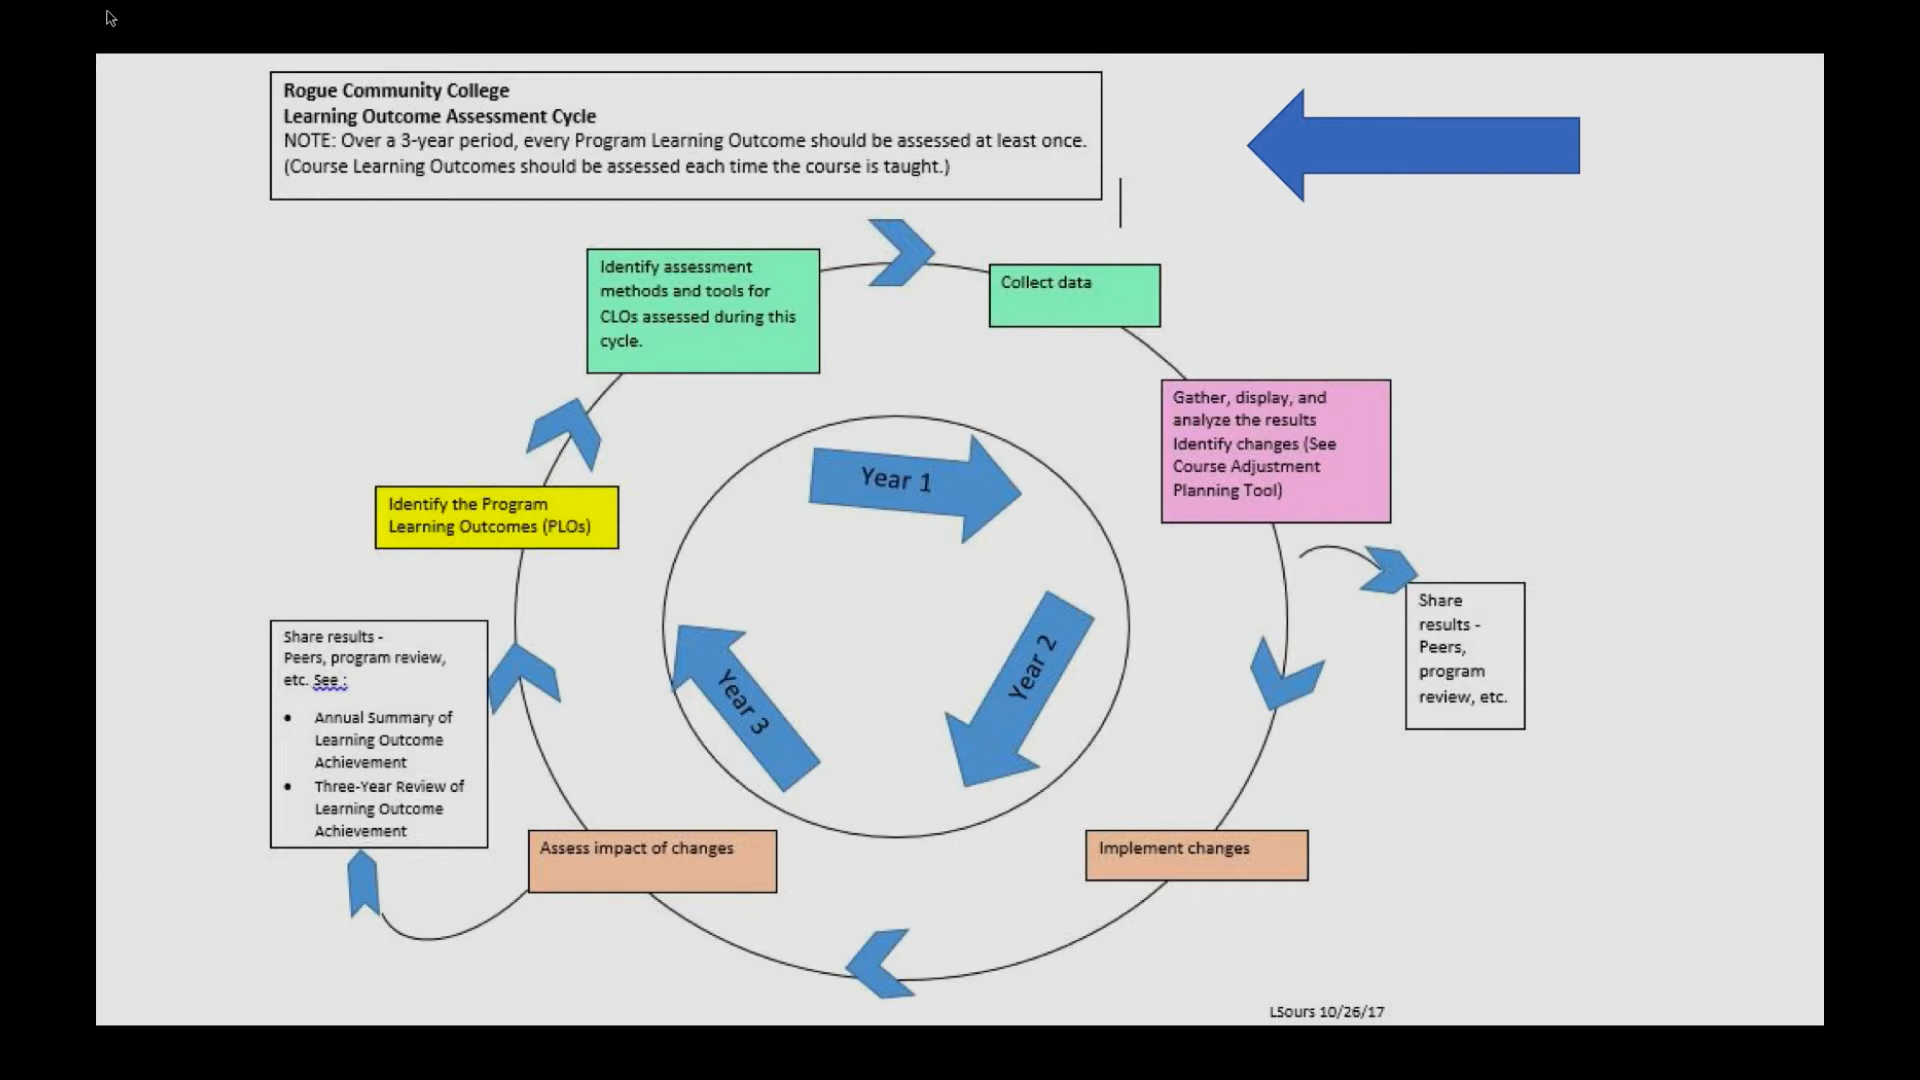 Rogue Community College
Learning Outcome Assessment Cycle
NOTE: Over a 3-year period, every Program Learning Outcome should be assessed at least once.
(Course Learning Outcomes should be assessed each time the course is taught.)
Identify assessment
methods and tools for
CLOs assessed during this
cycle.
Collect data
Gather, display, and
analyze the results
Identify changes (See
Course Adjustment
Planning Tool)
Identify the Program
Learning Outcomes (PLOs)
Year 1
Year 2
Year 3
Share
results -
Peers,
program
review, etc.
Share results -
Peers, program review,
etc. See :
• Annual Summary of
Learning Outcome
Achievement
• Three-Year Review of
Learning Outcome
Achievement
Assess impact of changes
Implement changes
LSours 10/26/17